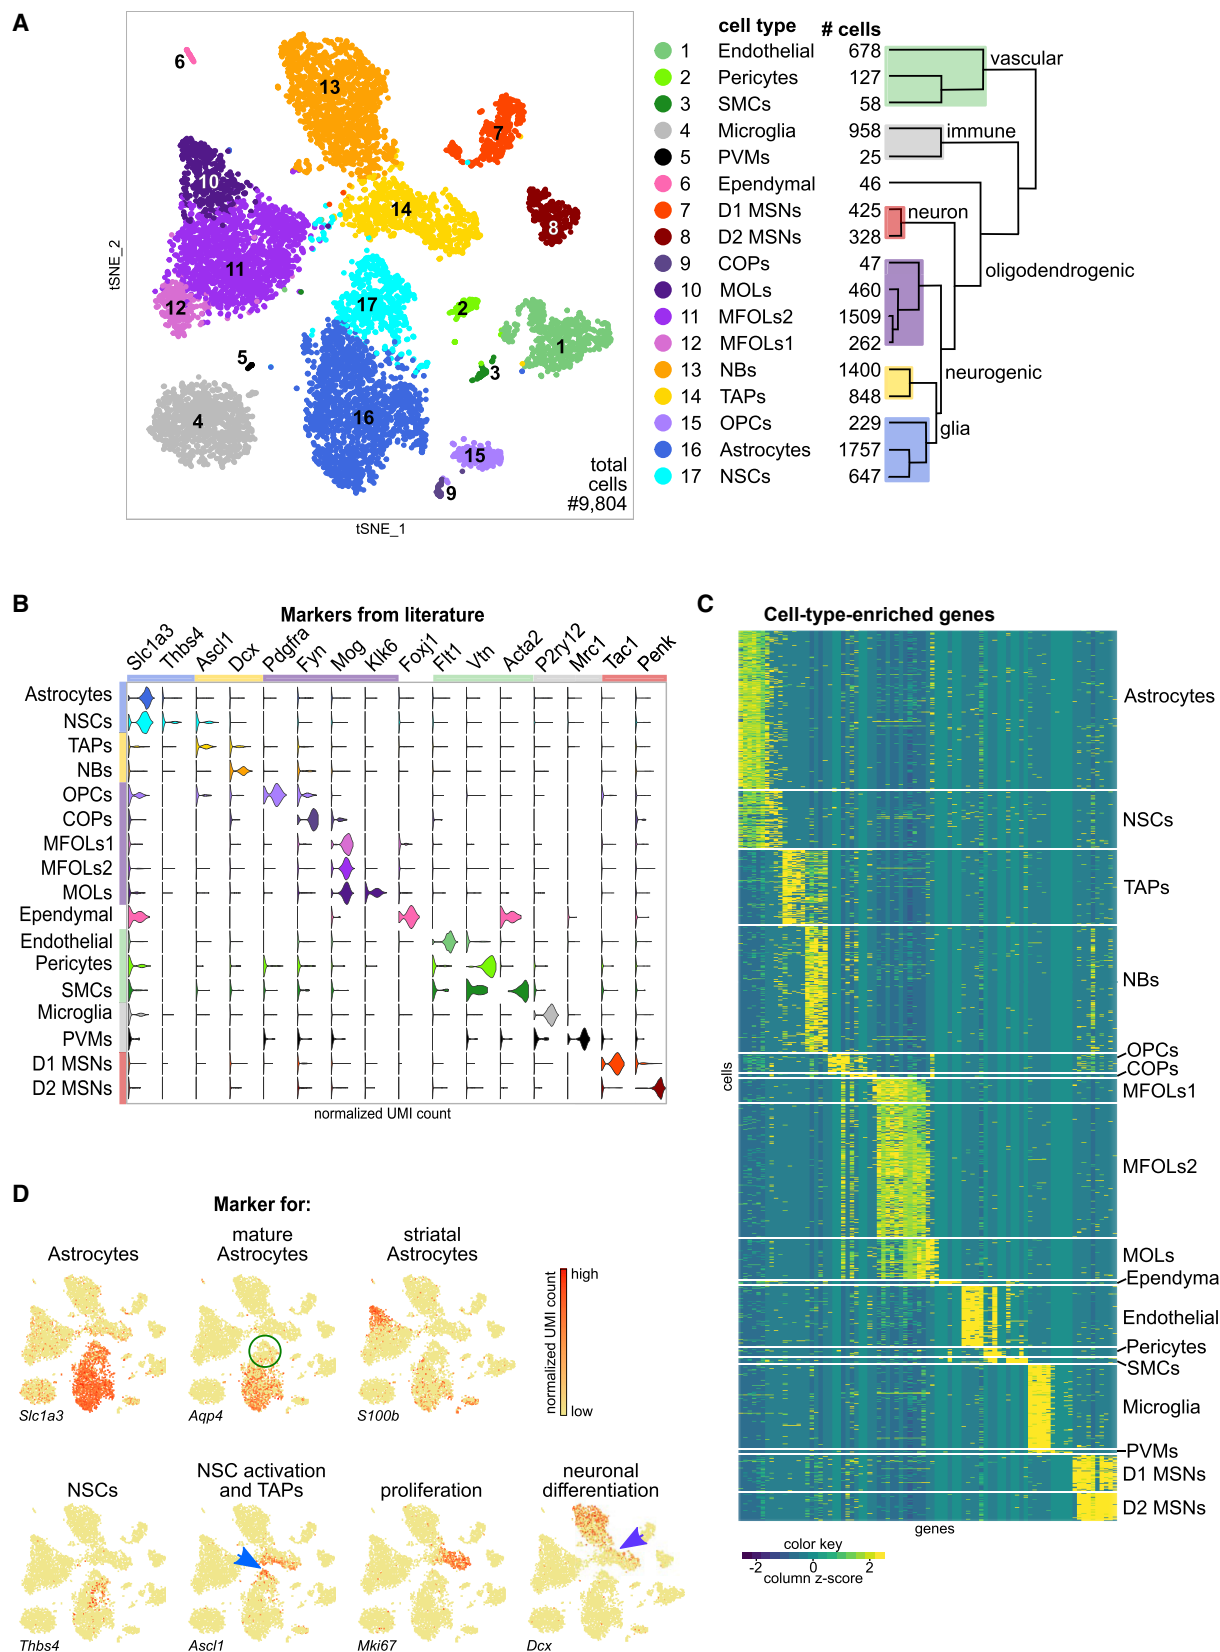 A
cell type # cells
1 Endothelial 678
2 Pericytes 127
3 SMCs 58
4 Microglia 958
5 PVMs 25
6 Ependymal 46
7 D1 MSNs 425
8 D2 MSNs 328
9 COPs 47
10 MOLs 460
11 MFOLs2 1509
12 MFOLs1 262
13 NBs 1400
14 TAPs 848
15 OPCs 229
16 Astrocytes 1757
17 NSCs 647
vascular
immune
neuron
oligodendrogenic
neurogenic
glia
6
13
7
10
14
8
11
12
17
2
1
5
3
4
16
15
9
total
cells
#9,804
tSNE_2
tSNE_1
B
Markers from literature
Slc1a3 Thbs4 Ascl1 Dcx Pdgfra Fyn Mog Klk6 Foxj1 Flt1 Vtn Acta2 P2ry12 Mrc1 Tac1 Penk
Astrocytes
NSCs
TAPs
NBs
OPCs
COPs
MFOLs1
MFOLs2
MOLs
Ependymal
Endothelial
Pericytes
SMCs
Microglia
PVMs
D1 MSNs
D2 MSNs
normalized UMI count
C
Cell-type-enriched genes
Astrocytes
NSCs
TAPs
NBs
OPCs
COPs
MFOLs1
MFOLs2
MOLs
Ependyma
Endothelial
Pericytes
SMCs
Microglia
PVMs
D1 MSNs
D2 MSNs
cells
genes
color key
-2 0 2
column z-score
D
Marker for:
Astrocytes
mature
Astrocytes
striatal
Astrocytes
Slc1a3
Aqp4
S100b
high
normalized UMI count
low
NSCs
NSC activation
and TAPs
proliferation
neuronal
differentiation
Thbs4
Ascl1
Mki67
Dcx